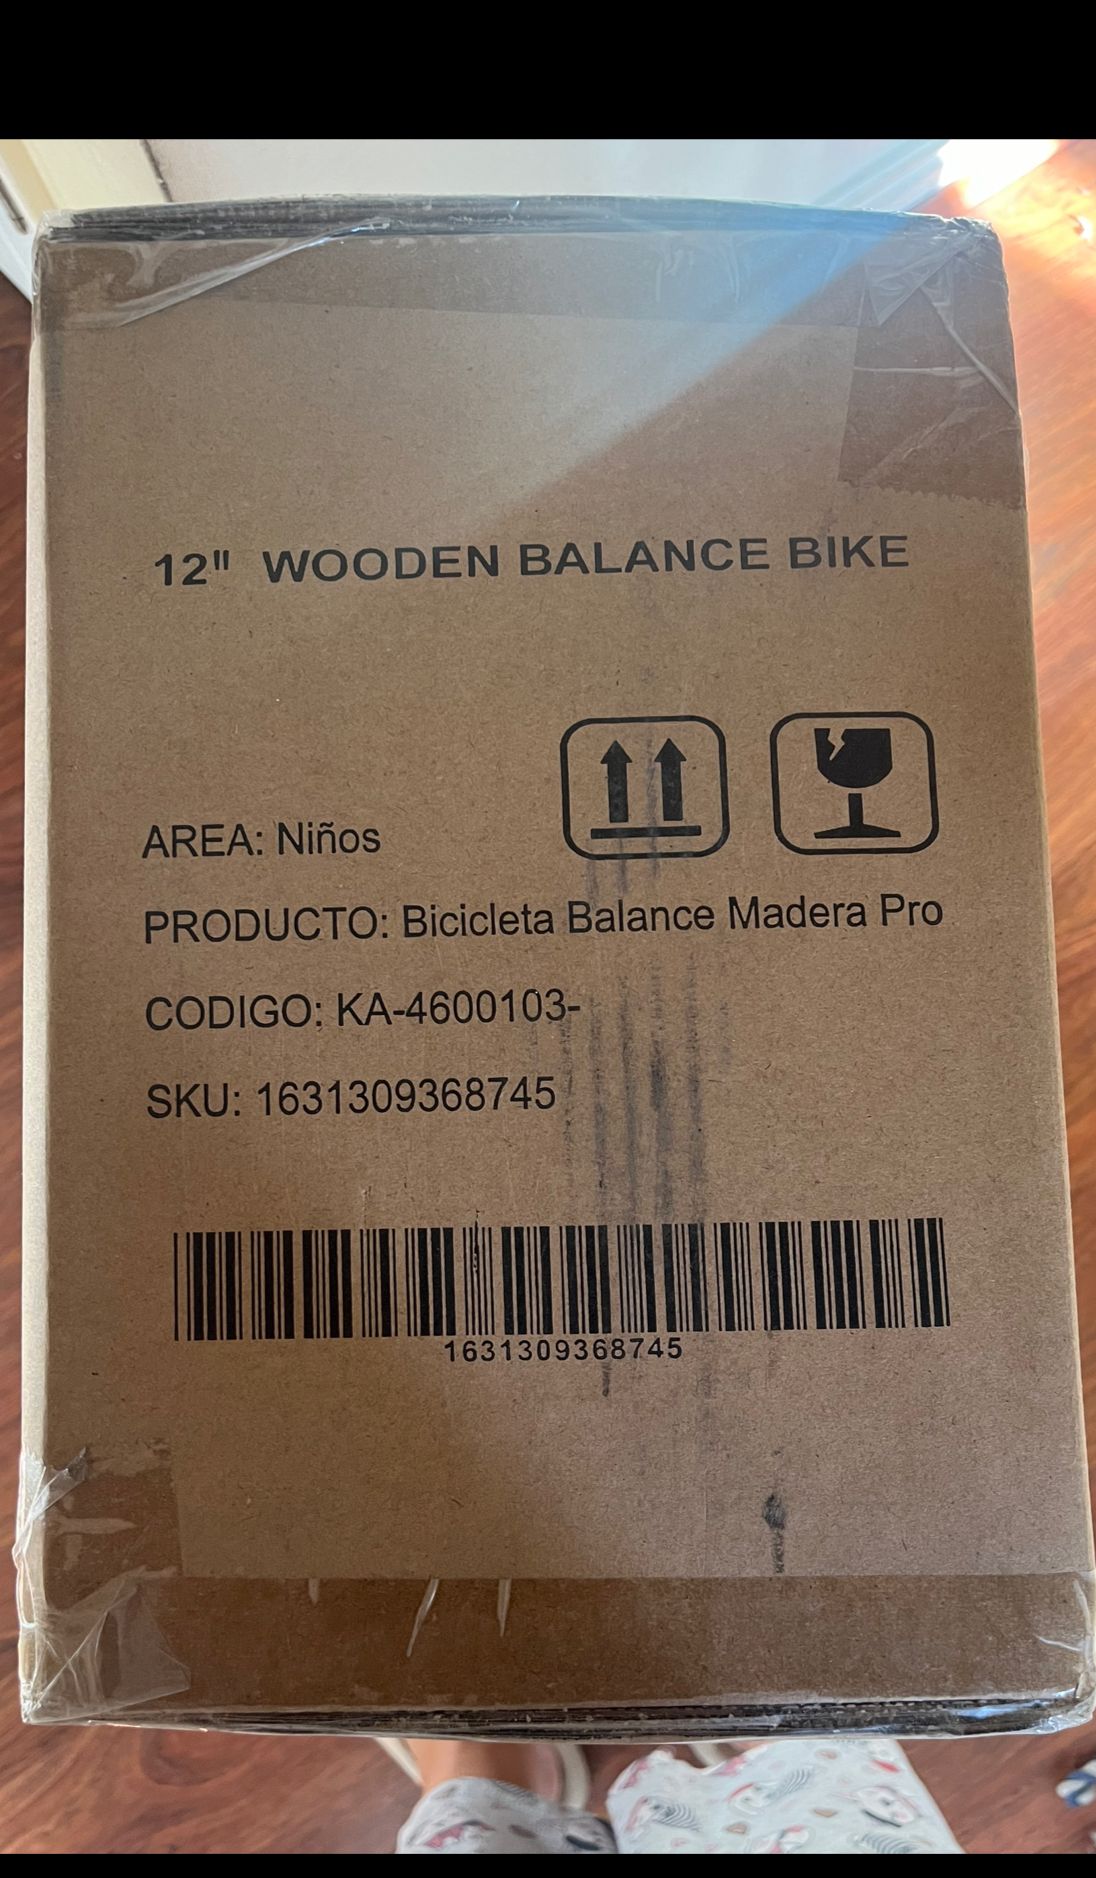 12" WOODEN BALANCE BIKE
AREA: Niños
PRODUCTO: Bicicleta Balance Madera Pro
CODIGO: KA-4600103-
SKU: 1631309368745
1631309368745